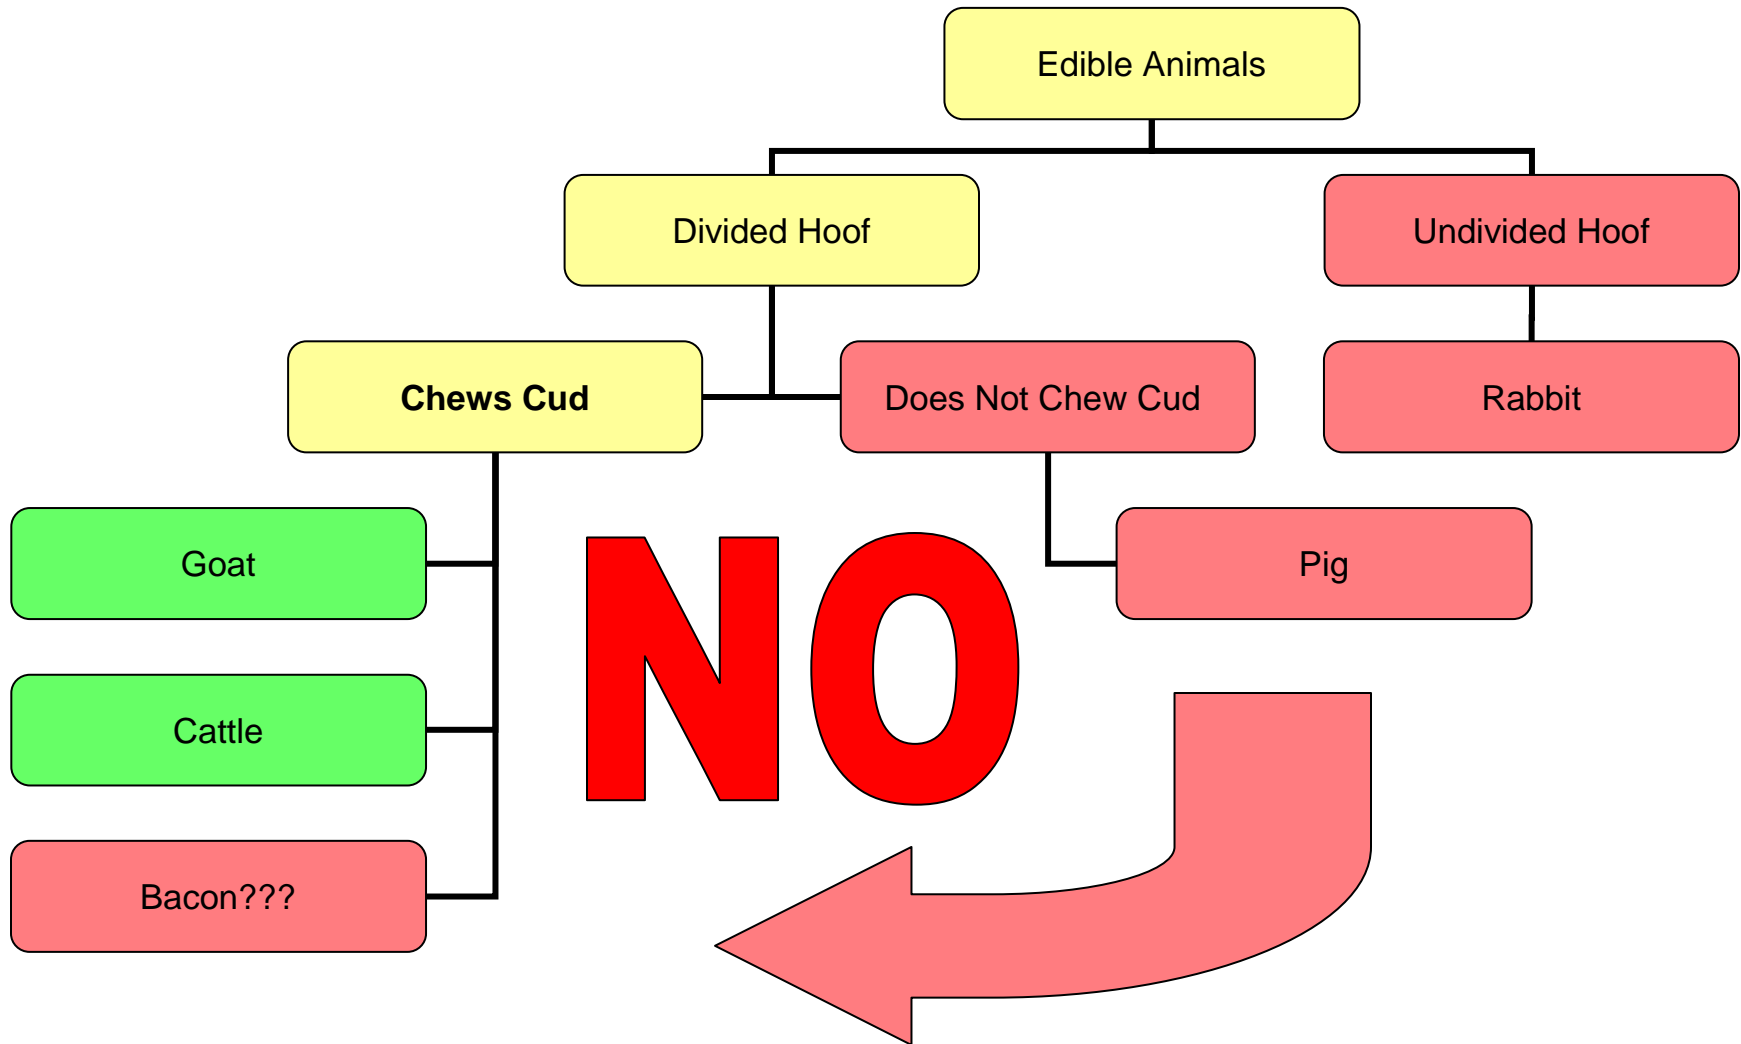 Edible Animals
Divided Hoof
Undivided Hoof
Chews Cud
Does Not Chew Cud
Rabbit
Goat
NO
Pig
Cattle
Bacon???